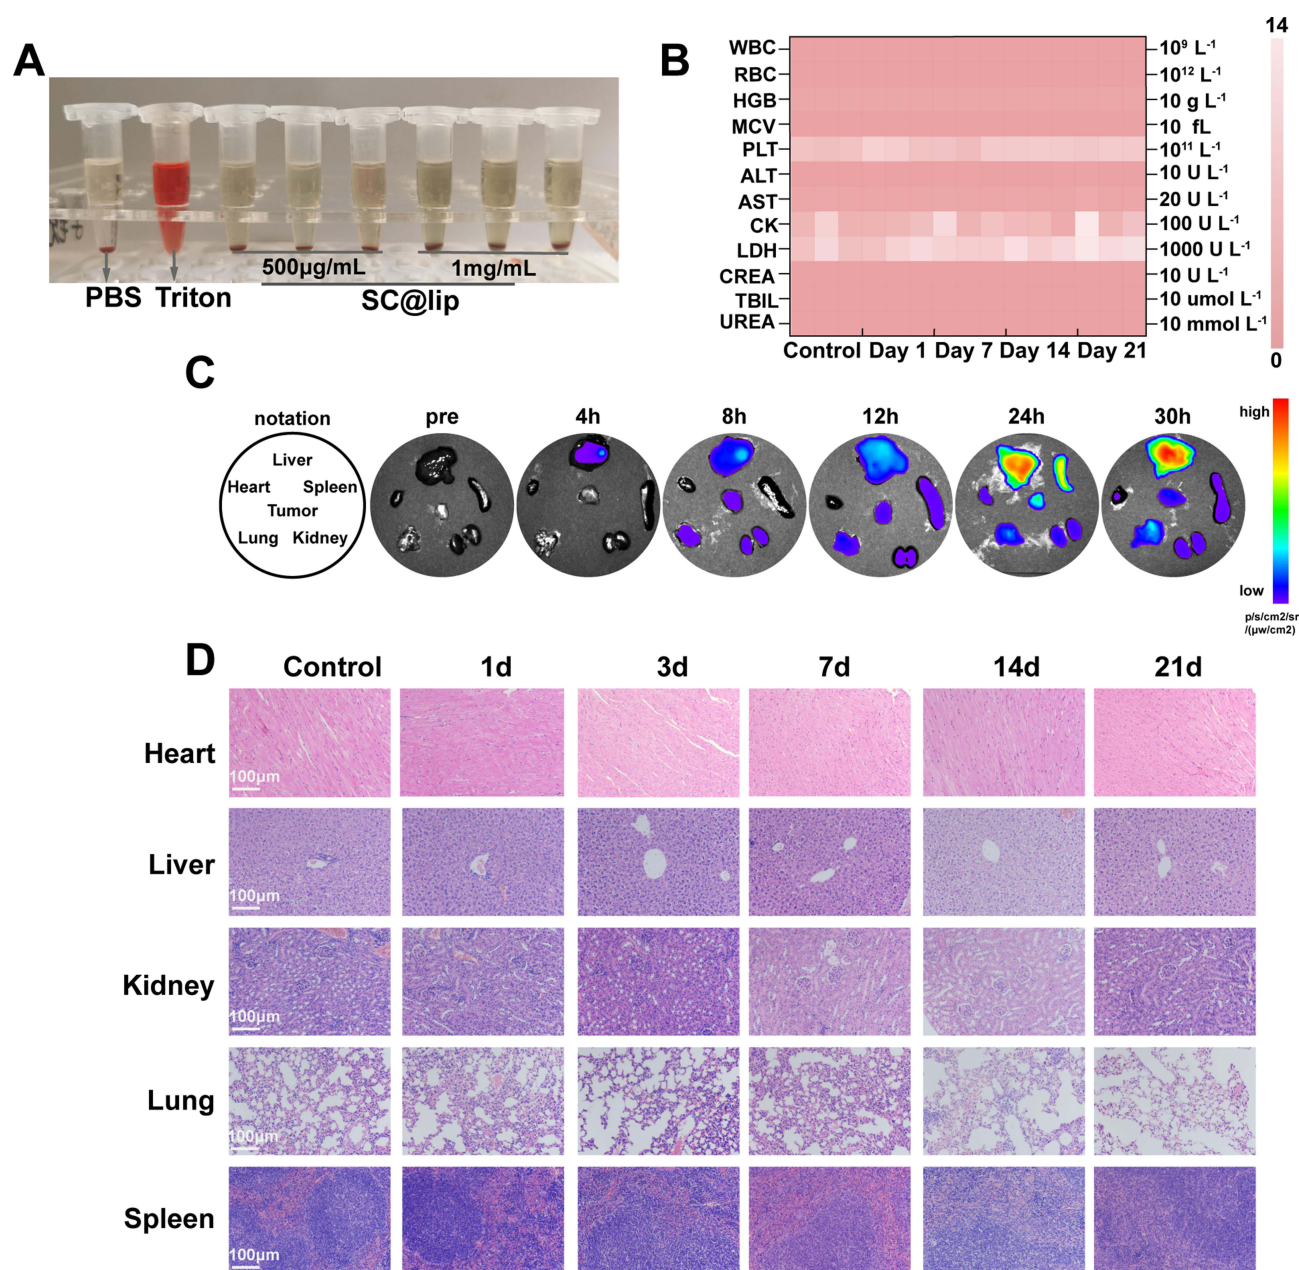 A
PBS
Triton
500µg/mL
1mg/mL
SC@lip
B
14
0
WBC 10⁹ L⁻¹
RBC 10¹² L⁻¹
HGB 10 g L⁻¹
MCV 10 fL
PLT 10¹¹ L⁻¹
ALT 10 U L⁻¹
AST 20 U L⁻¹
CK 100 U L⁻¹
LDH 1000 U L⁻¹
CREA 10 U L⁻¹
TBIL 10 umol L⁻¹
UREA 10 mmol L⁻¹
Control Day 1 Day 7 Day 14 Day 21
C
notation pre 4h 8h 12h 24h 30h
Liver
Heart Spleen
Tumor
Lung Kidney
high
low
p/s/cm2/sr
/(µw/cm2)
D
Control 1d 3d 7d 14d 21d
Heart
100µm
Liver
100µm
Kidney
100µm
Lung
100µm
Spleen
100µm